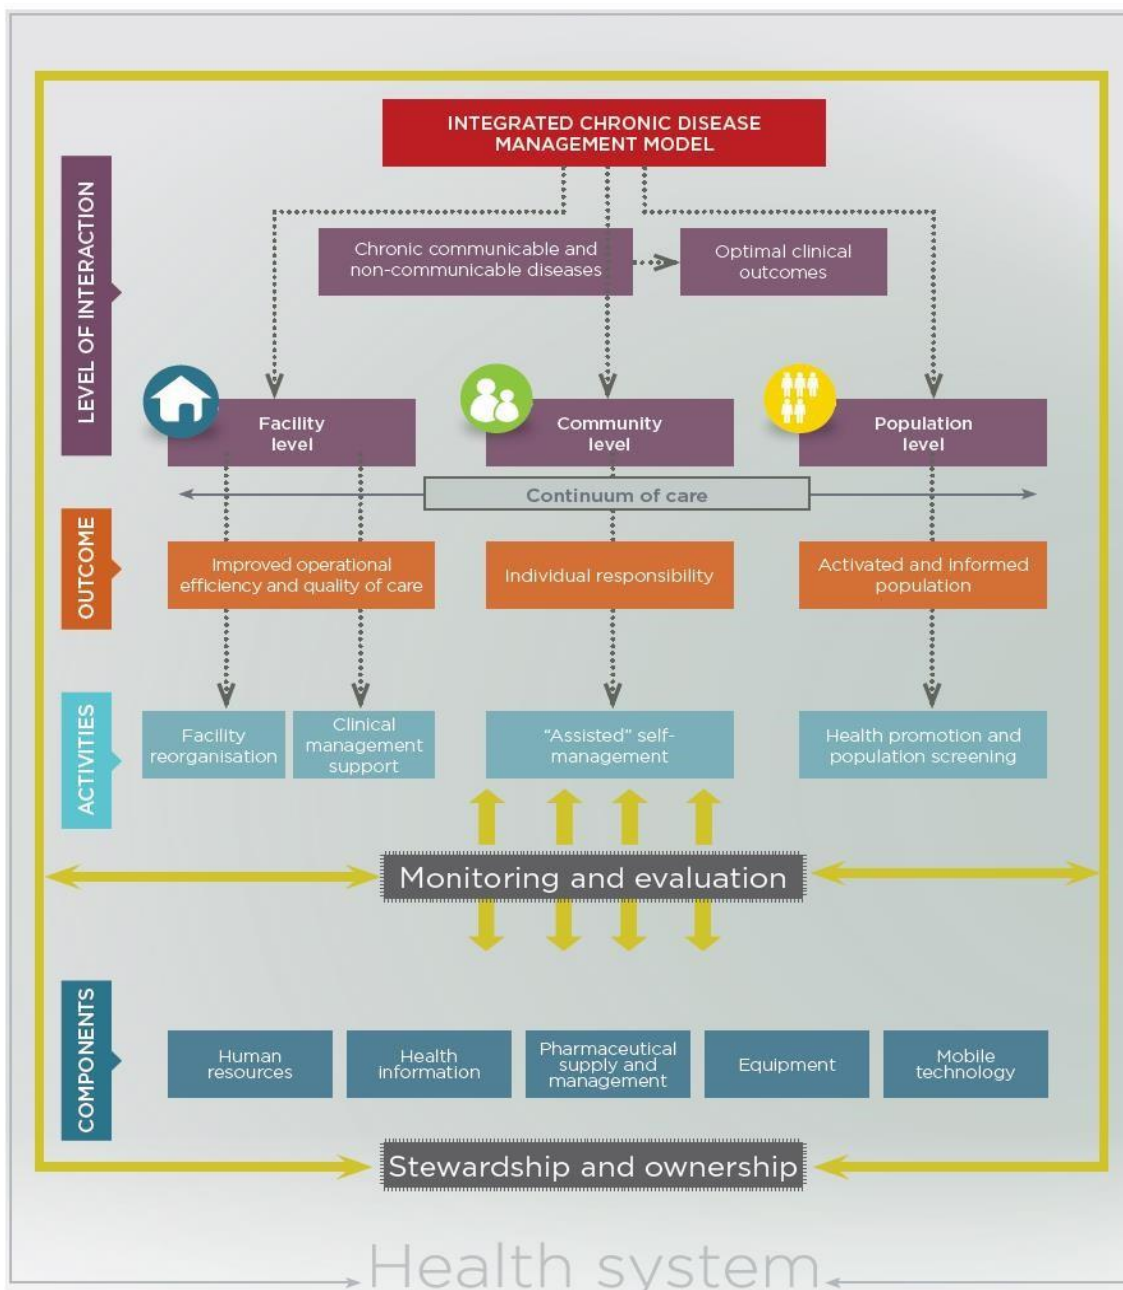 INTEGRATED CHRONIC DISEASE
MANAGEMENT MODEL
LEVEL OF INTERACTION
Chronic communicable and
non-communicable diseases
Optimal clinical
outcomes
Facility
level
Community
level
Population
level
Continuum of care
OUTCOME
Improved operational
efficiency and quality of care
Individual responsibility
Activated and informed
population
ACTIVITIES
Facility
reorganisation
Clinical
management
support
"Assisted" self-
management
Health promotion and
population screening
Monitoring and evaluation
COMPONENTS
Human
resources
Health
information
Pharmaceutical
supply and
management
Equipment
Mobile
technology
Stewardship and ownership
Health system